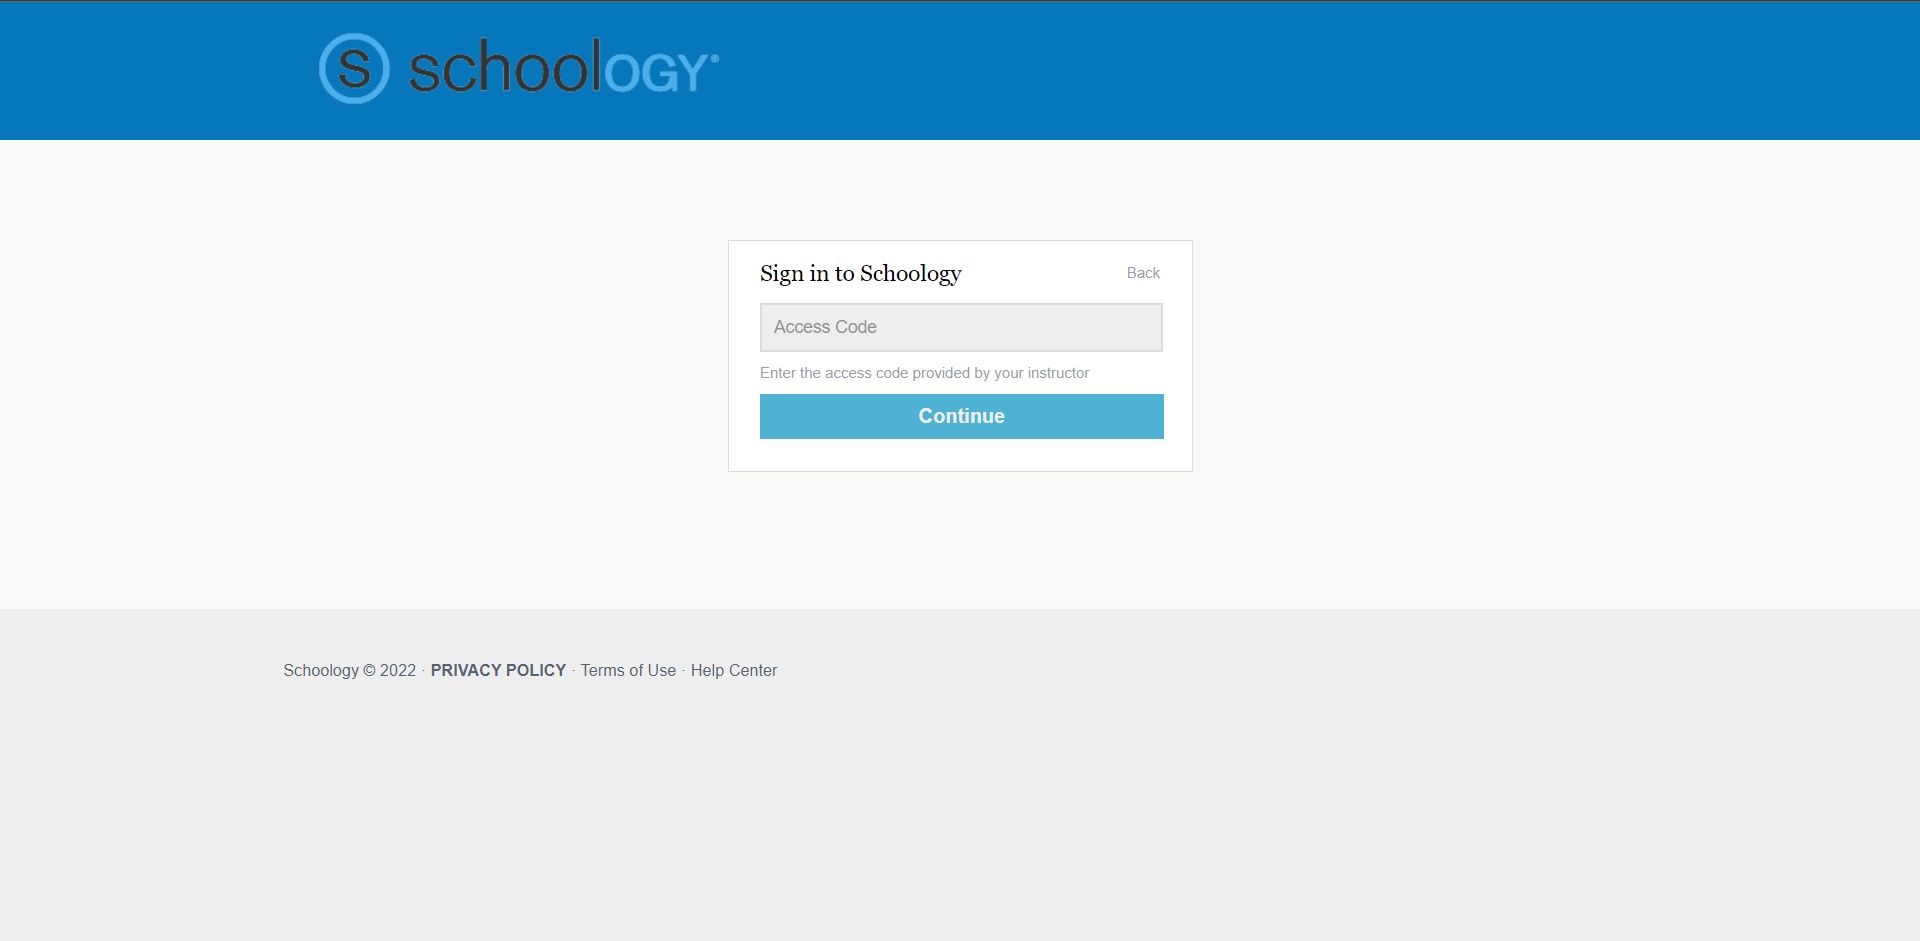 S schoology®
Sign in to Schoology
Back
Access Code
Enter the access code provided by your instructor
Continue
Schoology © 2022 · PRIVACY POLICY · Terms of Use · Help Center